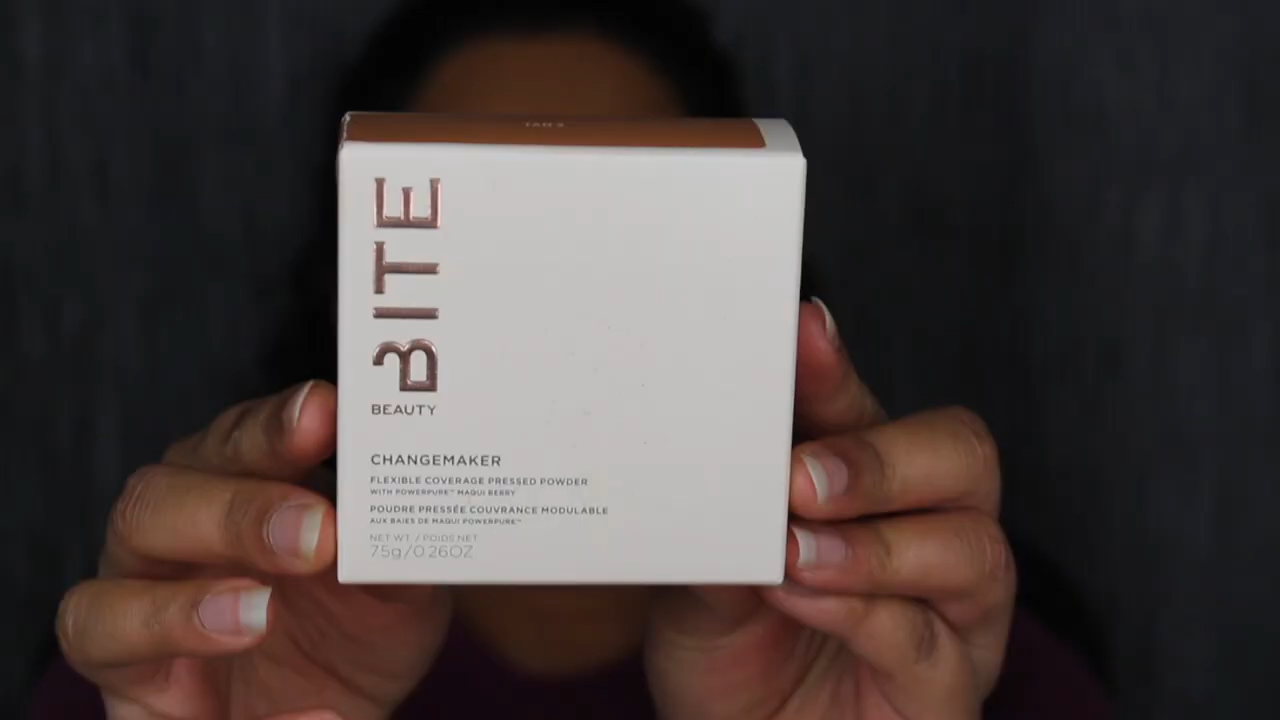 BITE
BEAUTY
CHANGEMAKER
FLEXIBLE COVERAGE PRESSED POWDER
WITH POWERPURE™ MAQUI BERRY
POUDRE PRESSÉE COUVRANCE MODULABLE
AUX BAIES DE MAQUI POWERPURE™
NET WT. / POIDS NET
7.5g/0.26OZ